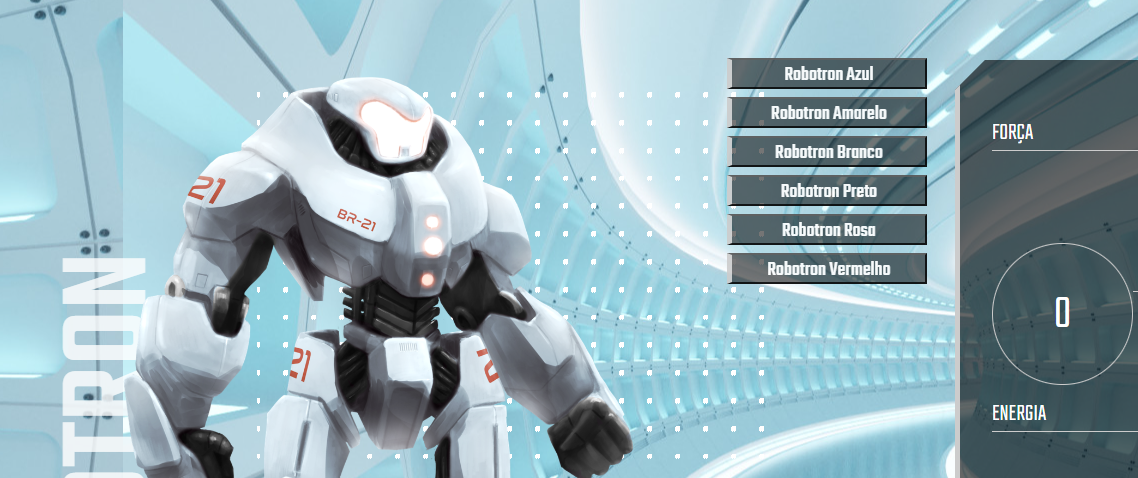 21
BR-21
21
21
OTRON
Robotron Azul
Robotron Amarelo
Robotron Branco
Robotron Preto
Robotron Rosa
Robotron Vermelho
FORÇA
0
ENERGIA